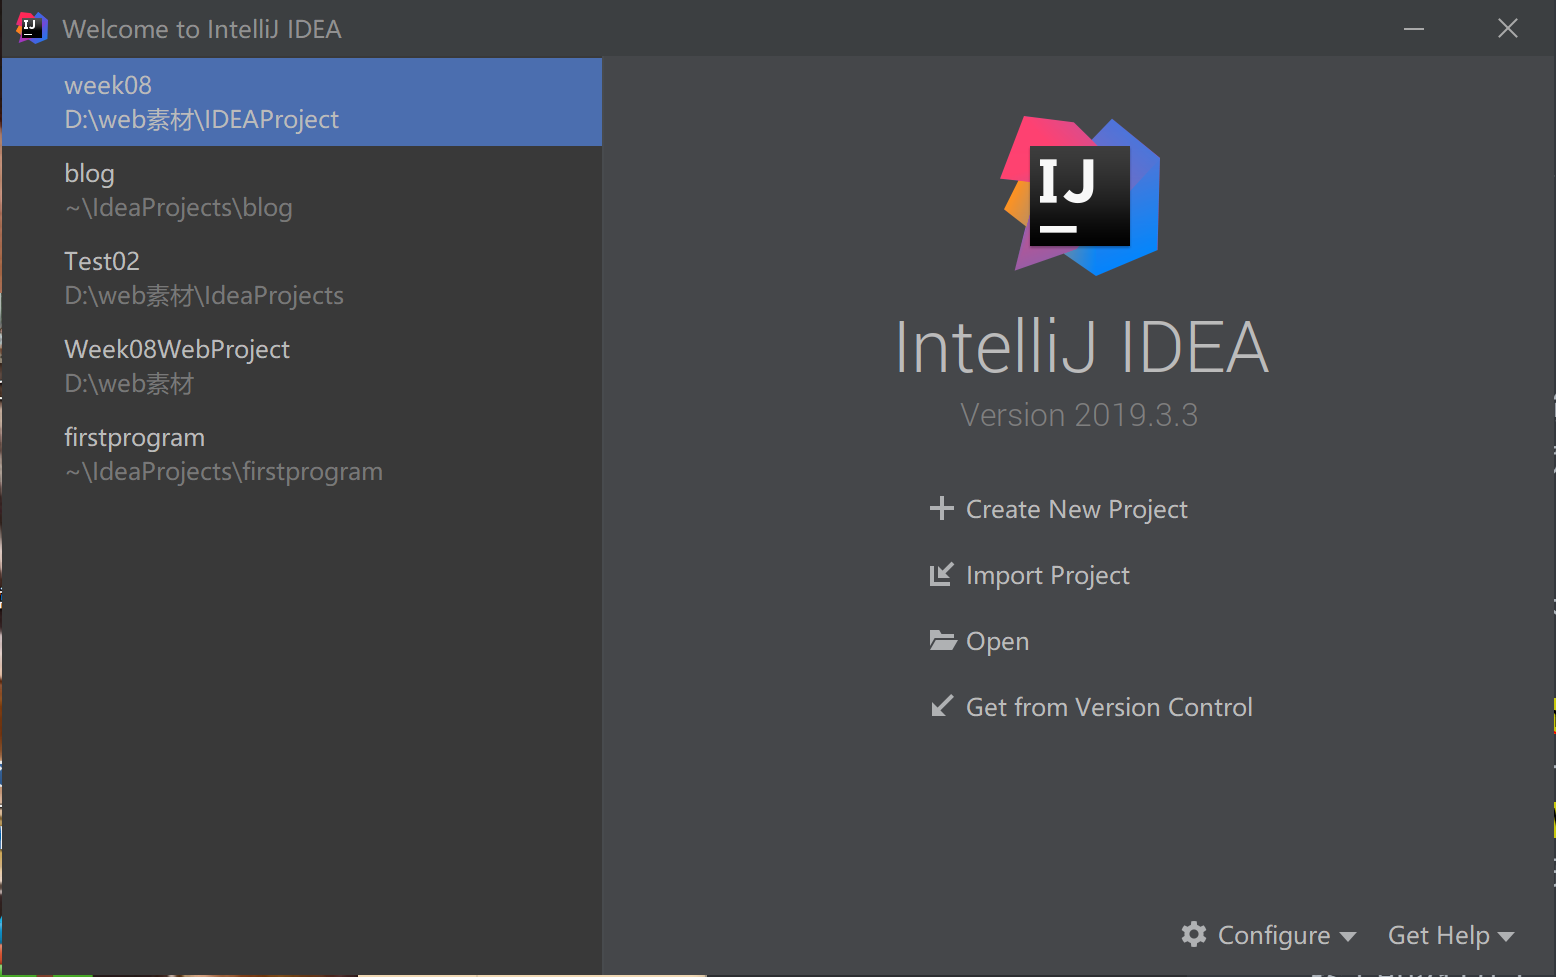 Welcome to IntelliJ IDEA
week08
D:\web素材\IDEAProject
blog
~\IdeaProjects\blog
Test02
D:\web素材\IdeaProjects
Week08WebProject
D:\web素材
firstprogram
~\IdeaProjects\firstprogram
IJ
IntelliJ IDEA
Version 2019.3.3
Create New Project
Import Project
Open
Get from Version Control
Configure
Get Help